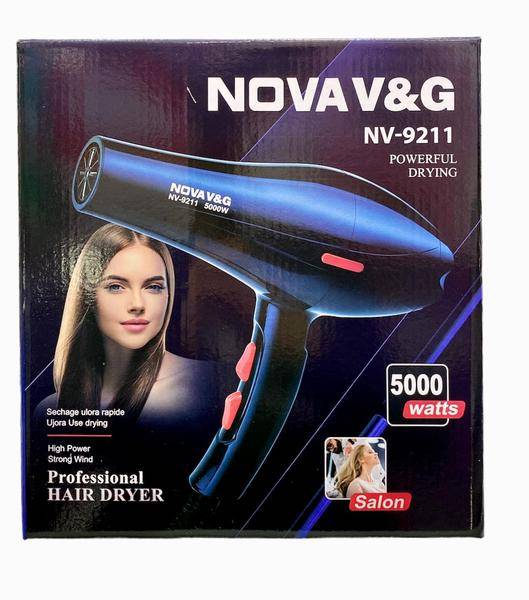 NOVA V&G
NV-9211
POWERFUL
DRYING
NOVA V&G
NV-9211 5000W
5000
watts
Sechage ulora rapide
Ujora Use drying
High Power
Strong Wind
Professional
HAIR DRYER
Salon